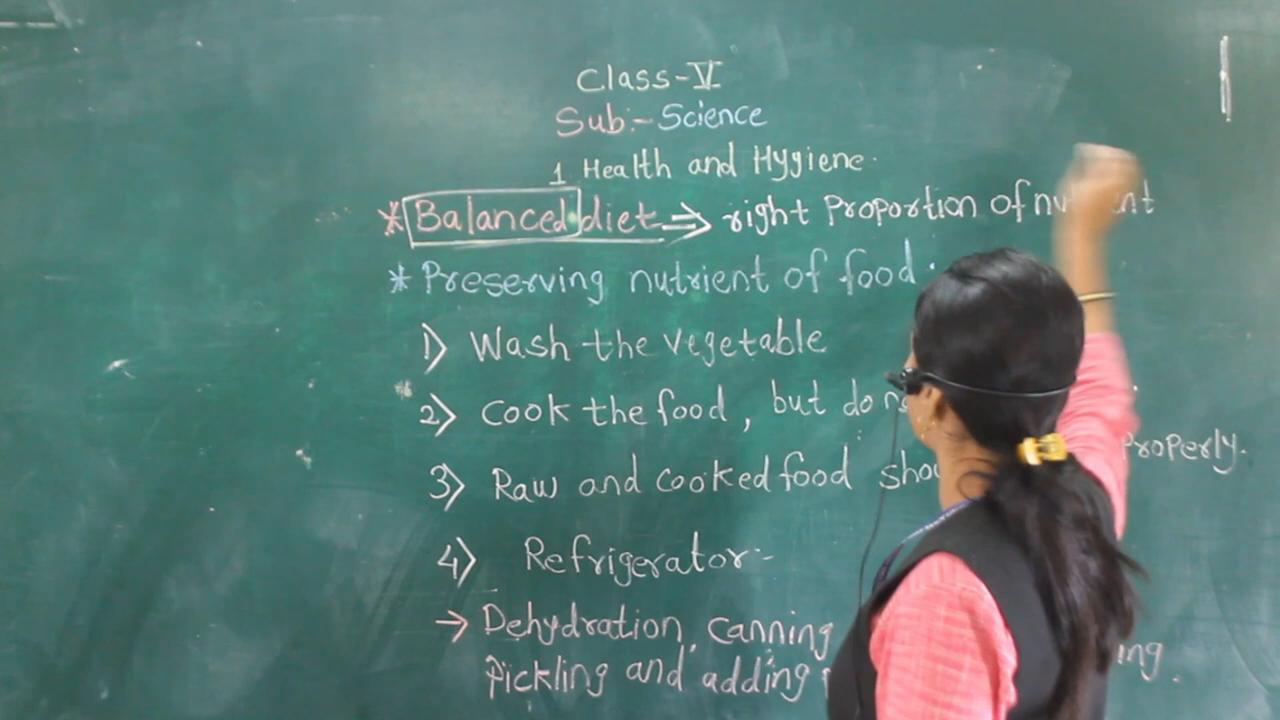 Class-V
Sub:- Science
1 Health and Hygiene.
* Balanced diet ⇒ right Proportion of
* Preserving nutrient of food.
1) Wash the vegetable
2) Cook the food, but do
3) Raw and cooked food properly.
4) Refrigerator:-
→ Dehydration, Canning
Pickling and adding